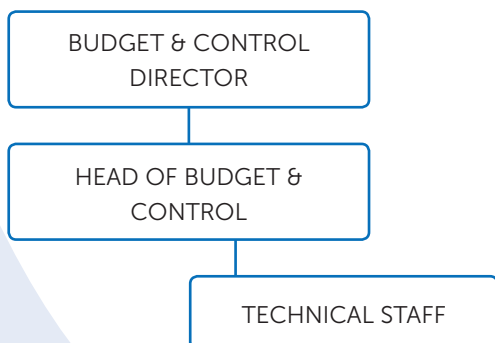 BUDGET & CONTROL
DIRECTOR
HEAD OF BUDGET &
CONTROL
TECHNICAL STAFF